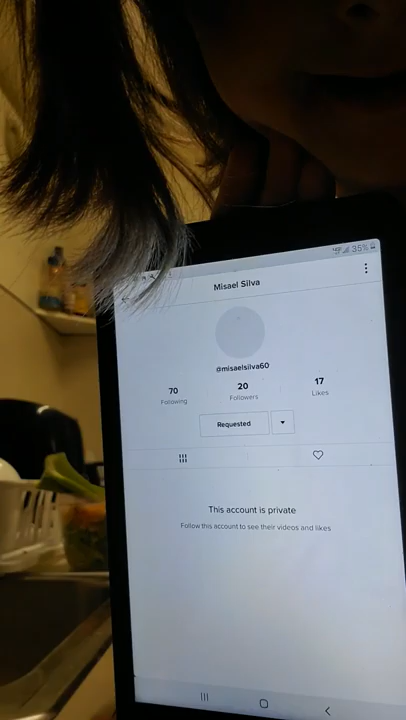 35%
Misael Silva
@misaelsilva60
70 20 17
Following Followers Likes
Requested
This account is private
Follow this account to see their videos and likes